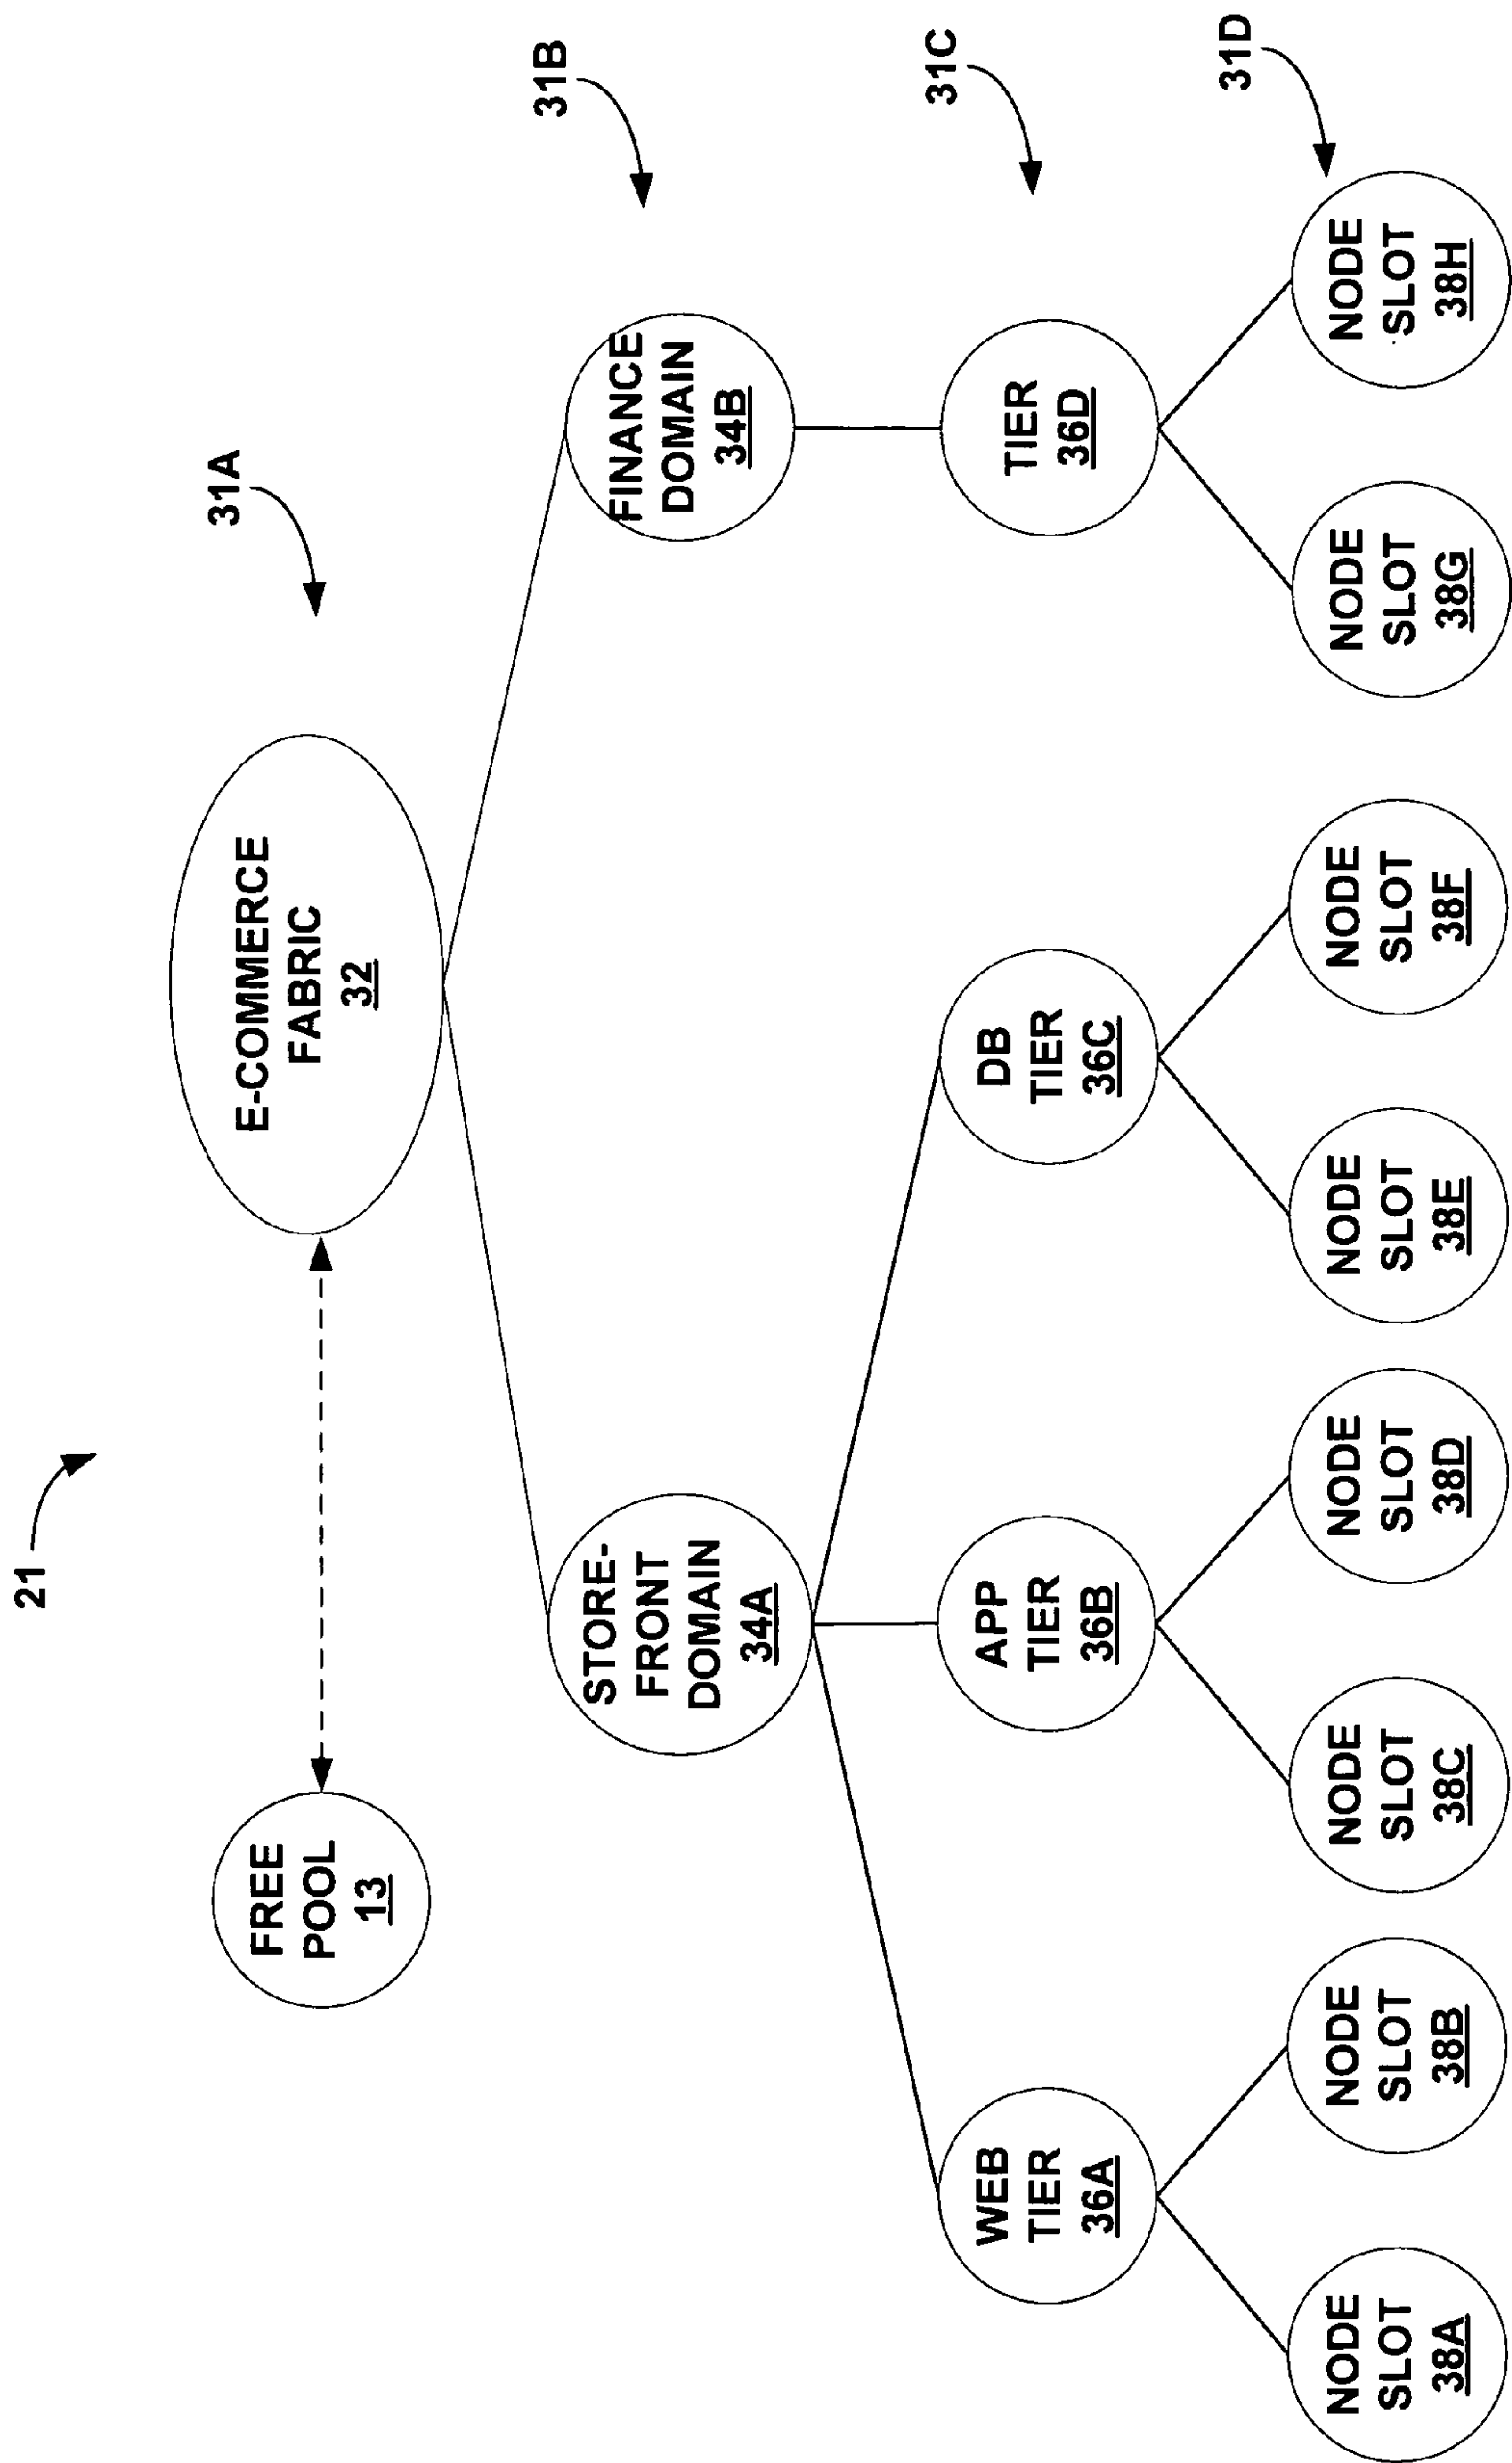 21
31A
FREE
POOL
13
E-COMMERCE
FABRIC
32
31B
STORE-
FRONT
DOMAIN
34A
FINANCE
DOMAIN
34B
31C
WEB
TIER
36A
APP
TIER
36B
DB
TIER
36C
TIER
36D
31D
NODE
SLOT
38A
NODE
SLOT
38B
NODE
SLOT
38C
NODE
SLOT
38D
NODE
SLOT
38E
NODE
SLOT
38F
NODE
SLOT
38G
NODE
SLOT
38H